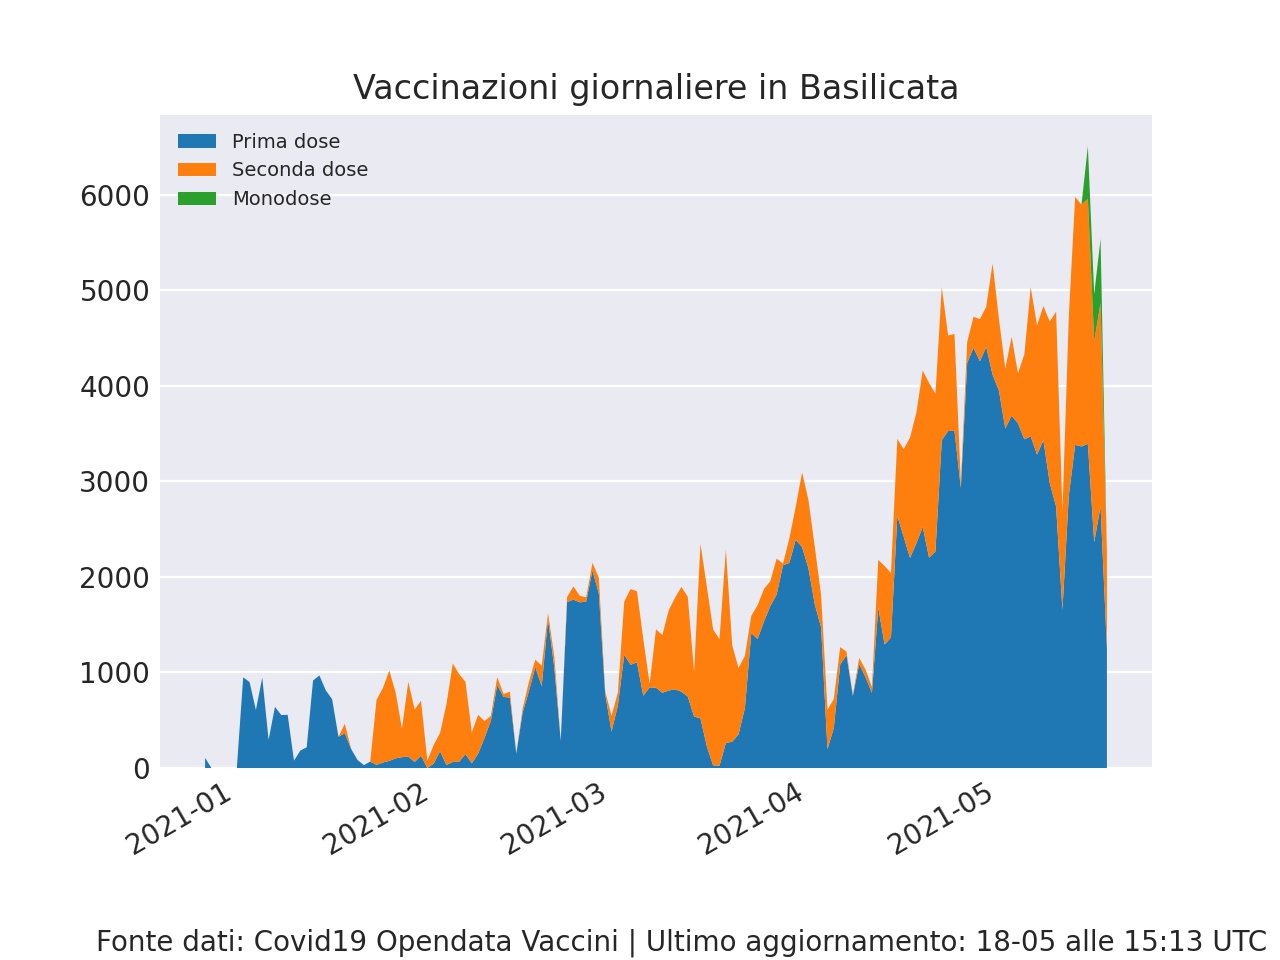 Vaccinazioni giornaliere in Basilicata
Prima dose
Seconda dose
Monodose
6000
5000
4000
3000
2000
1000
0
2021-01
2021-02
2021-03
2021-04
2021-05
Fonte dati: Covid19 Opendata Vaccini | Ultimo aggiornamento: 18-05 alle 15:13 UTC